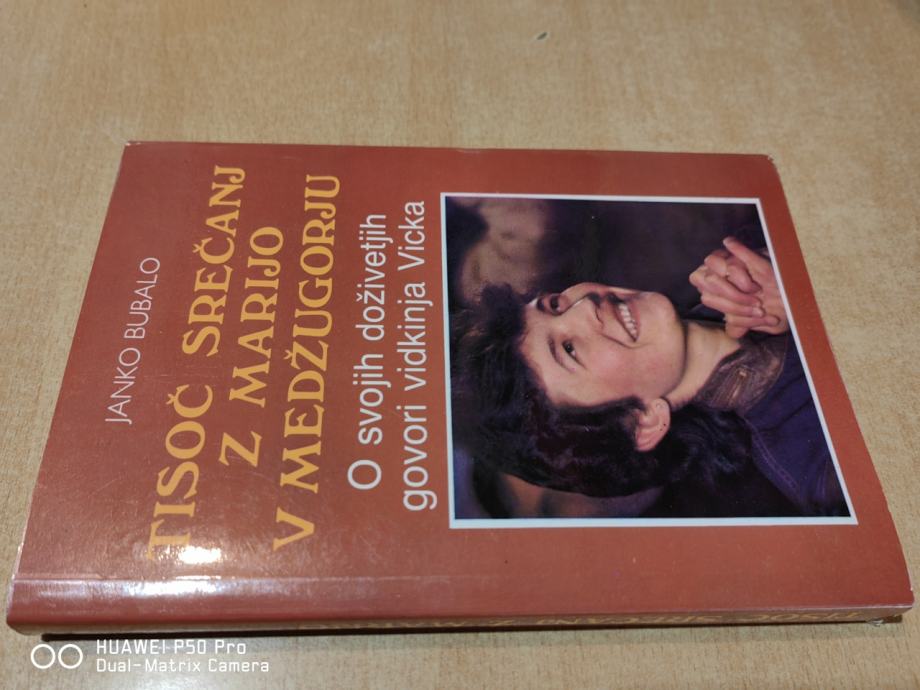 JANKO BUBALO
TISOČ SREČANJ
Z MARIJO
V MEDŽUGORJU
O svojih doživetjih
govori vidkinja Vicka
HUAWEI P50 Pro
Dual-Matrix Camera